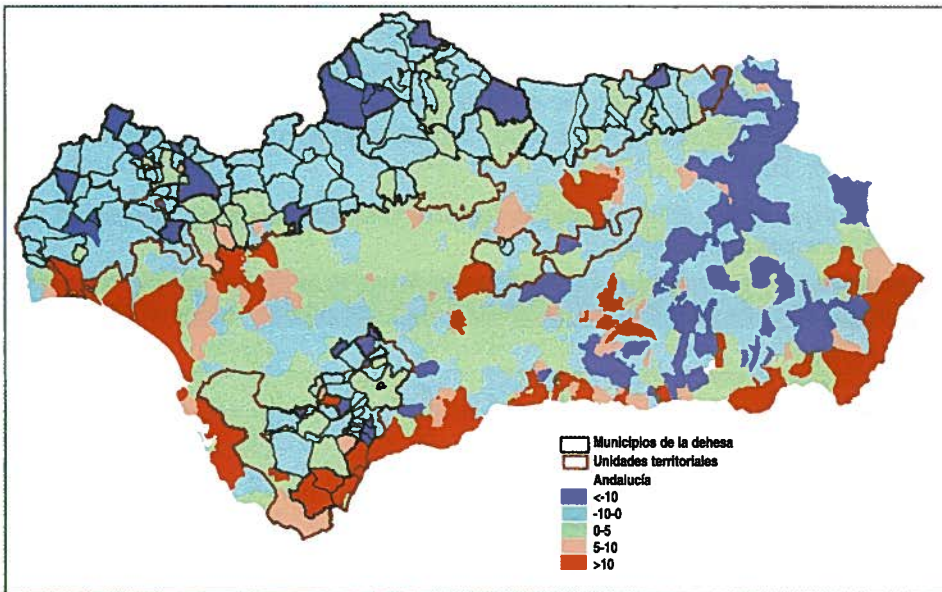 Municipios de la dehesa
Unidades territoriales
Andalucía
<-10
-10-0
0-5
5-10
>10